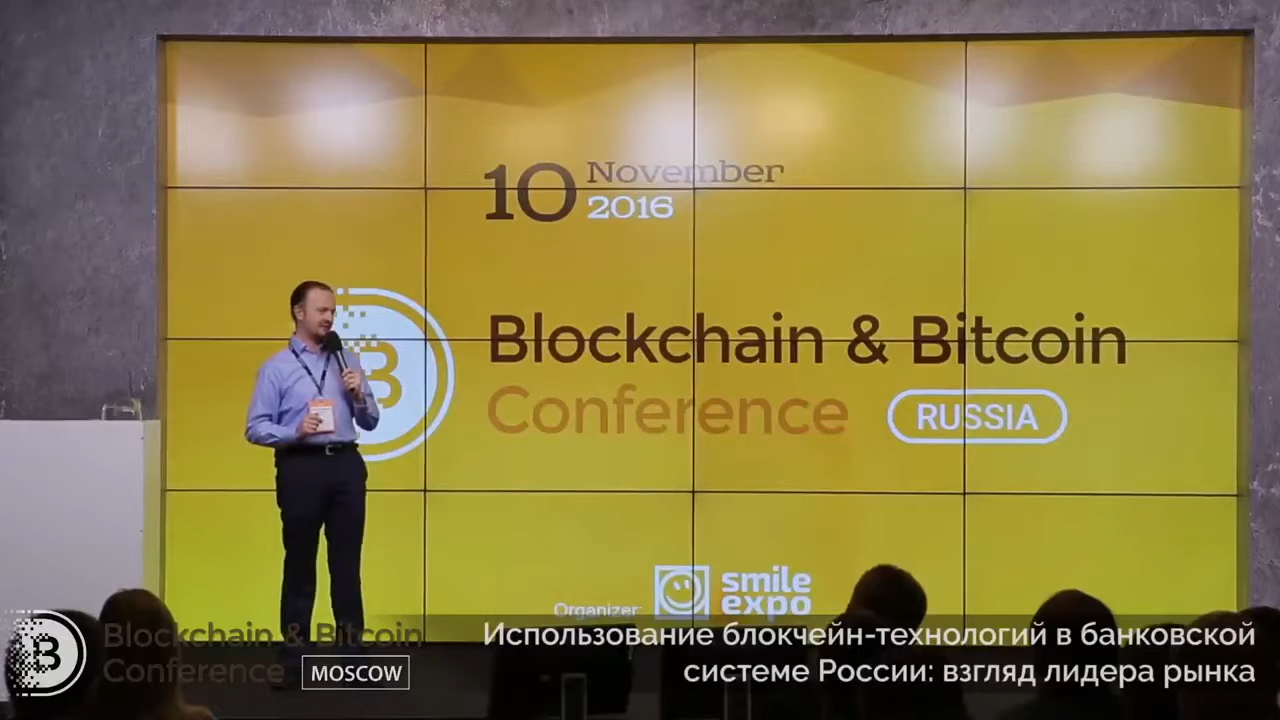 10 November
2016
Blockchain & Bitcoin
Conference RUSSIA
Organizer: smile
expo
Blockchain & Bitcoin
Conference MOSCOW
Использование блокчейн-технологий в банковской
системе России: взгляд лидера рынка